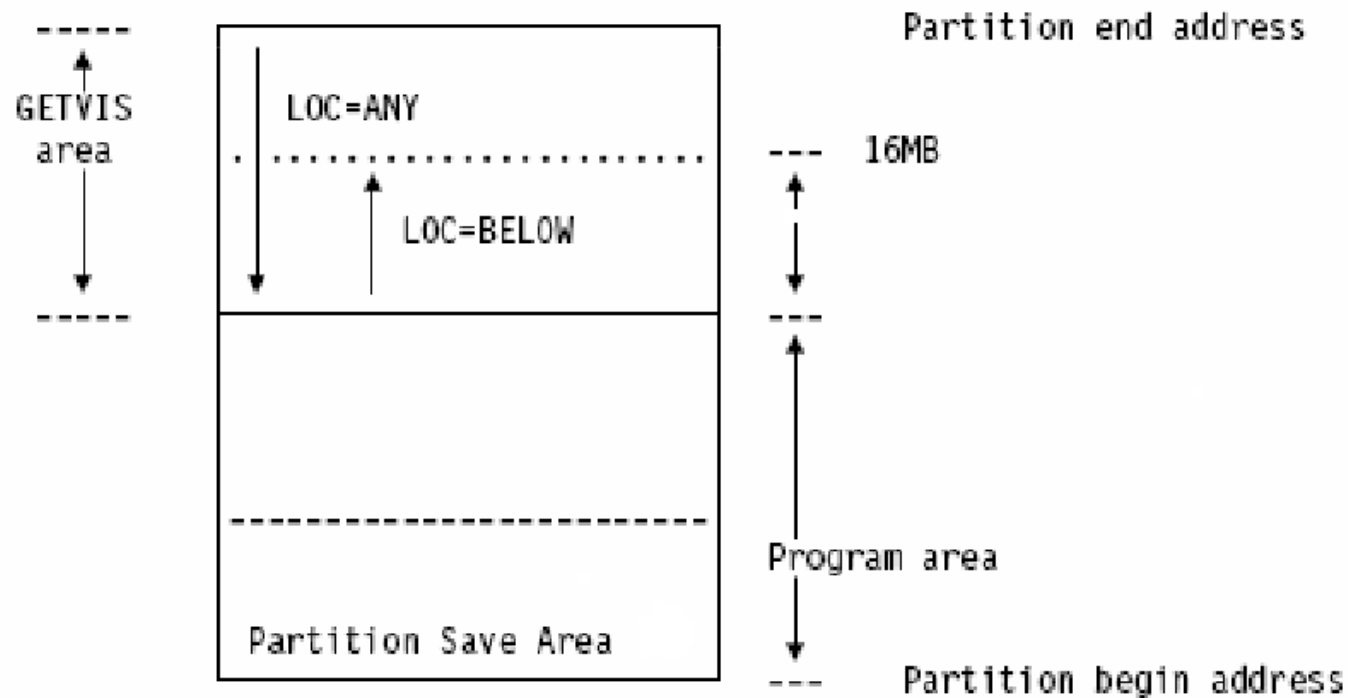 Partition end address
GETVIS
area
LOC=ANY
16MB
LOC=BELOW
Program area
Partition Save Area
Partition begin address